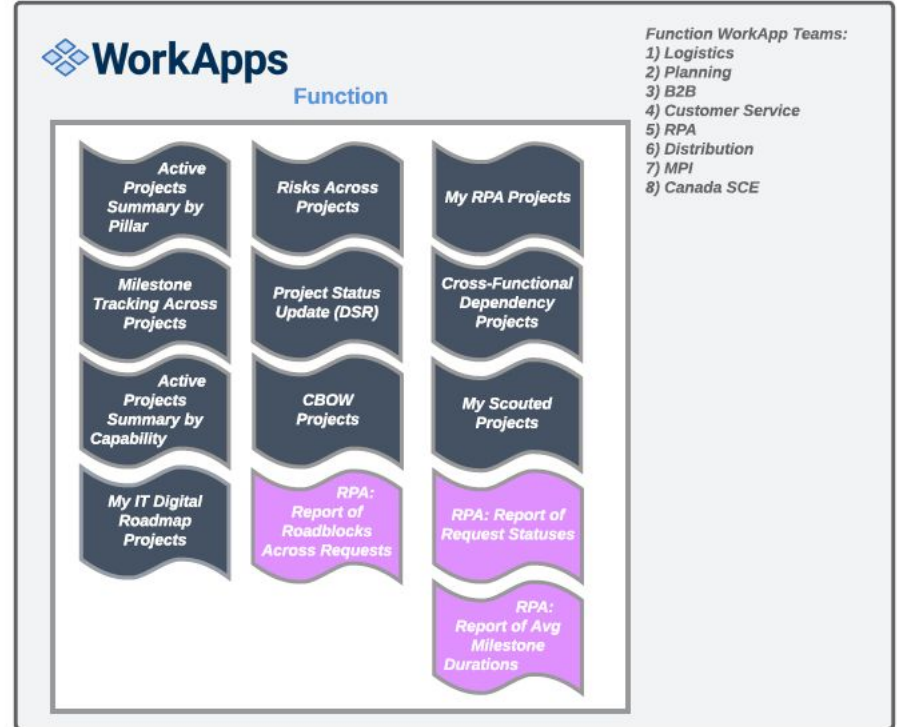 WorkApps
Function
Function WorkApp Teams:
1) Logistics
2) Planning
3) B2B
4) Customer Service
5) RPA
6) Distribution
7) MPI
8) Canada SCE
Active
Projects
Summary by
Pillar
Risks Across
Projects
My RPA Projects
Milestone
Tracking Across
Projects
Project Status
Update (DSR)
Cross-Functional
Dependency
Projects
Active
Projects
Summary by
Capability
CBOW
Projects
My Scouted
Projects
My IT Digital
Roadmap
Projects
RPA:
Report of
Roadblocks
Across Requests
RPA: Report of
Request Statuses
RPA:
Report of Avg
Milestone
Durations